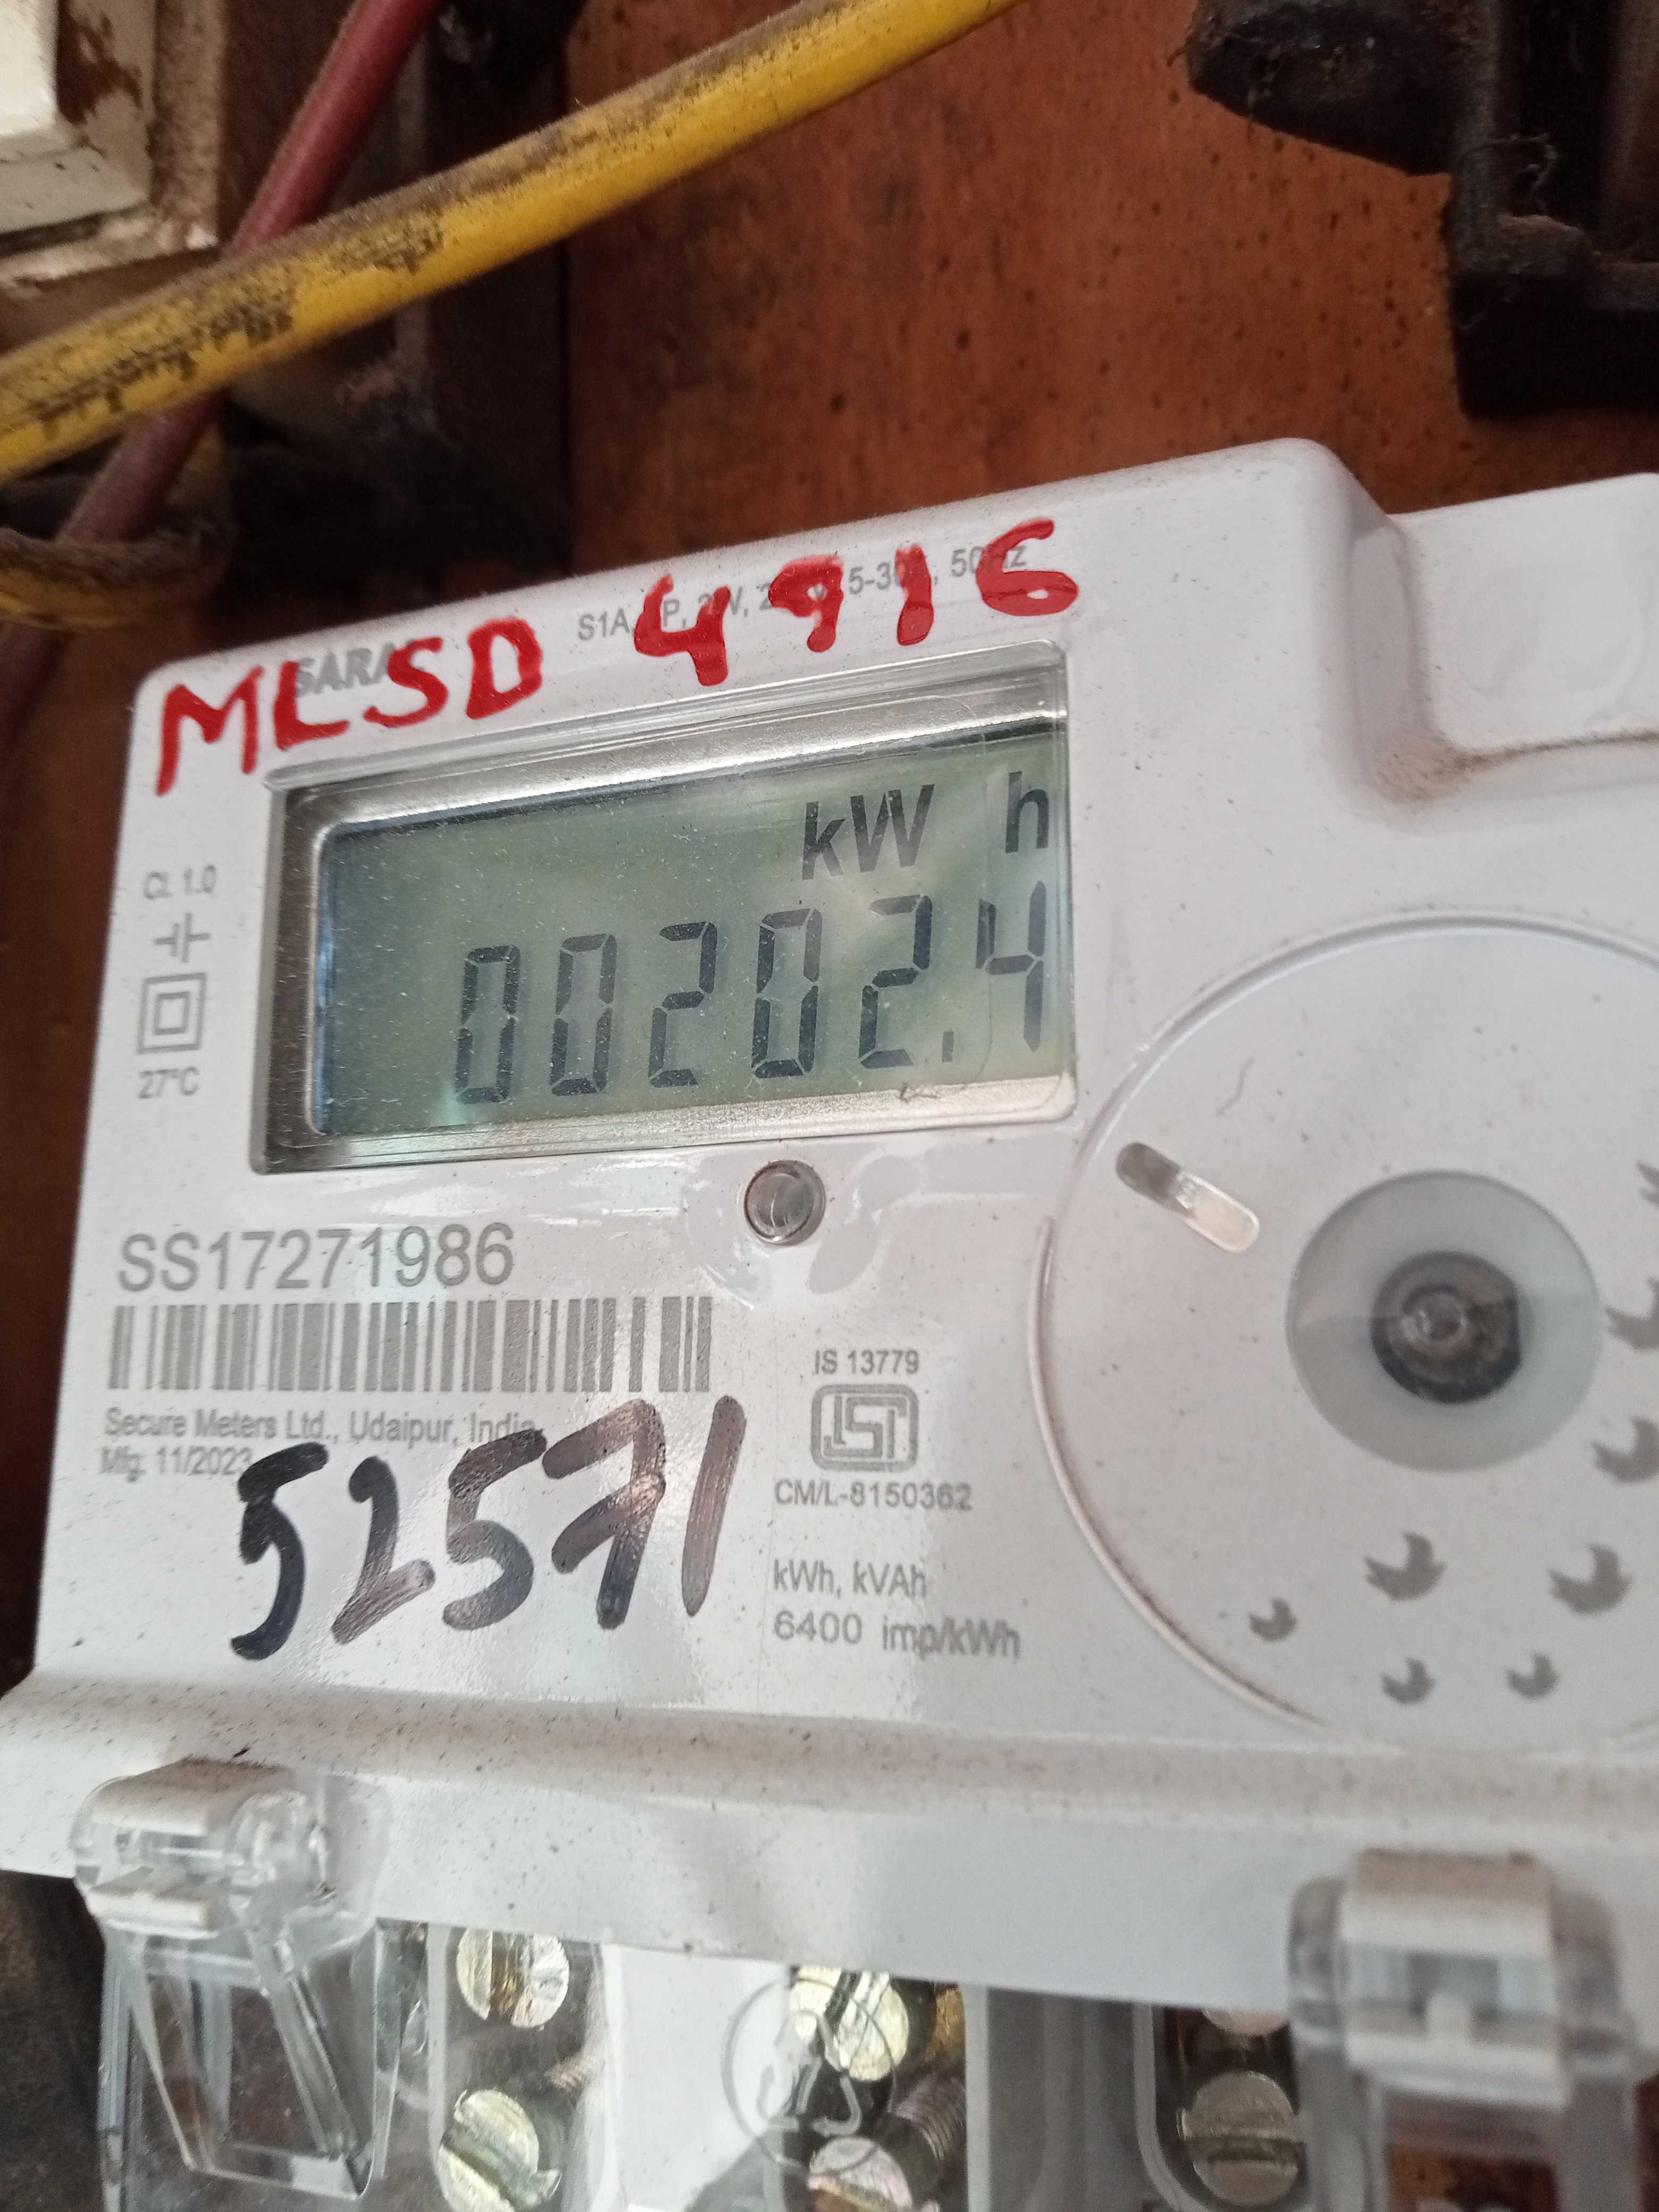 MLSD 4916
kW h
00202.4
Cl. 1.0
27°C
SS17271986
Secure Meters Ltd., Udaipur, India
Mfg: 11/2023
52571
IS 13779
ISI
CM/L-8150362
kWh, kVAh
6400 imp/kWh